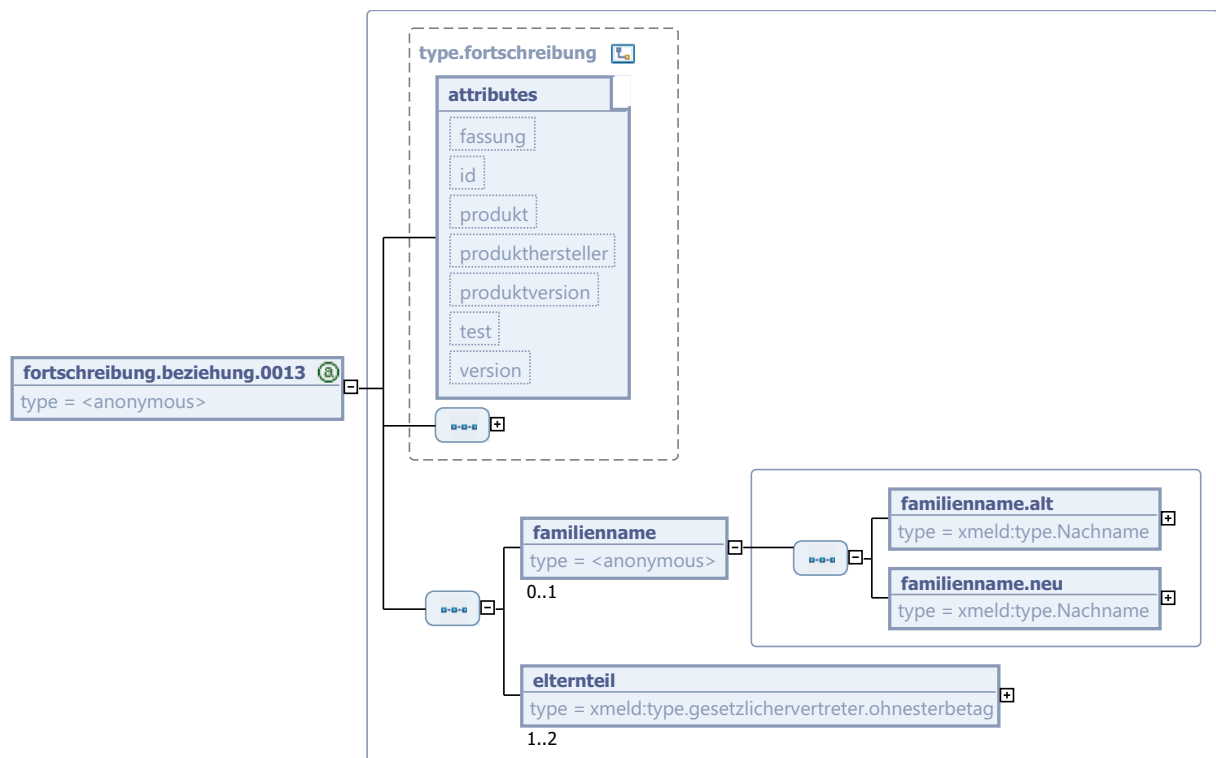 type.fortschreibung
attributes
fassung
id
produkt
produkthersteller
produktversion
test
version
fortschreibung.beziehung.0013 @
type = <anonymous>
familienname
type = <anonymous>
0..1
familienname.alt
type = xmeld:type.Nachname
familienname.neu
type = xmeld:type.Nachname
elternteil
type = xmeld:type.gesetzlichervertreter.ohnesterbetag
1..2